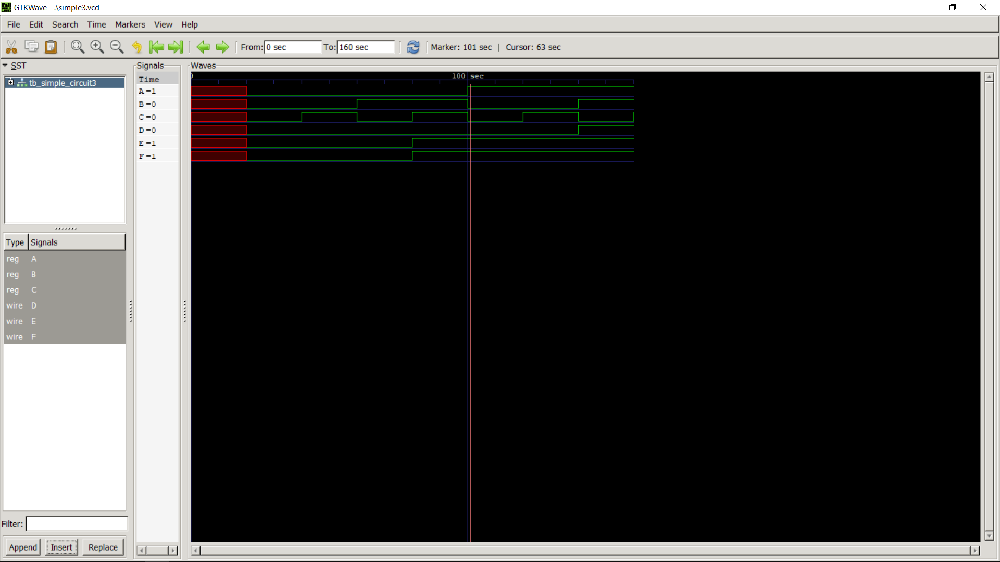 GTKWave - .\simple3.vcd
File Edit Search Time Markers View Help
From: 0 sec To: 160 sec Marker: 101 sec | Cursor: 63 sec
SST
tb_simple_circuit3
Type Signals
reg A
reg B
reg C
wire D
wire E
wire F
Filter:
Append Insert Replace
Signals
Time
A =1
B =0
C =0
D =0
E =1
F =1
Waves
0 100 sec